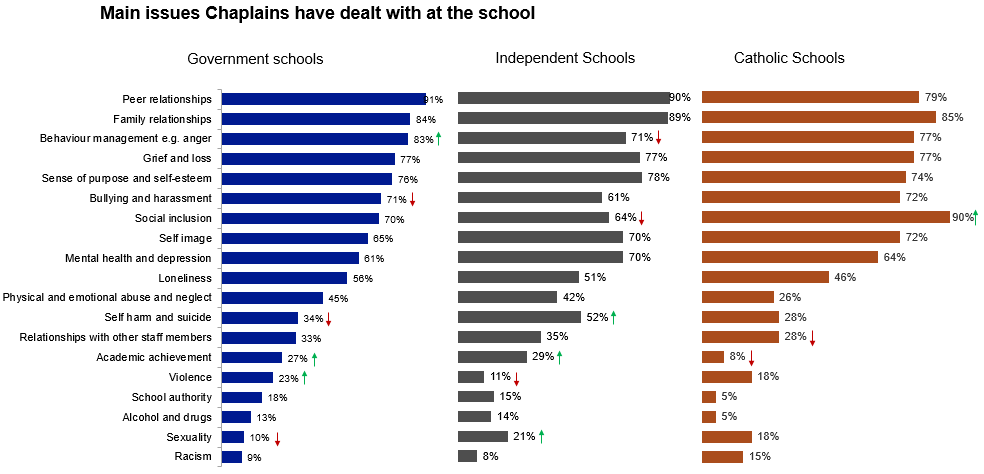 Main issues Chaplains have dealt with at the school
Government schools Independent Schools Catholic Schools
Peer relationships 91% 90% 79%
Family relationships 84% 89% 85%
Behaviour management e.g. anger 83% 71% 77%
Grief and loss 77% 77% 77%
Sense of purpose and self-esteem 76% 78% 74%
Bullying and harassment 71% 61% 72%
Social inclusion 70% 64% 90%
Self image 65% 70% 72%
Mental health and depression 61% 70% 64%
Loneliness 56% 51% 46%
Physical and emotional abuse and neglect 45% 42% 26%
Self harm and suicide 34% 52% 28%
Relationships with other staff members 33% 35% 28%
Academic achievement 27% 29% 8%
Violence 23% 11% 18%
School authority 18% 15% 5%
Alcohol and drugs 13% 14% 5%
Sexuality 10% 21% 18%
Racism 9% 8% 15%